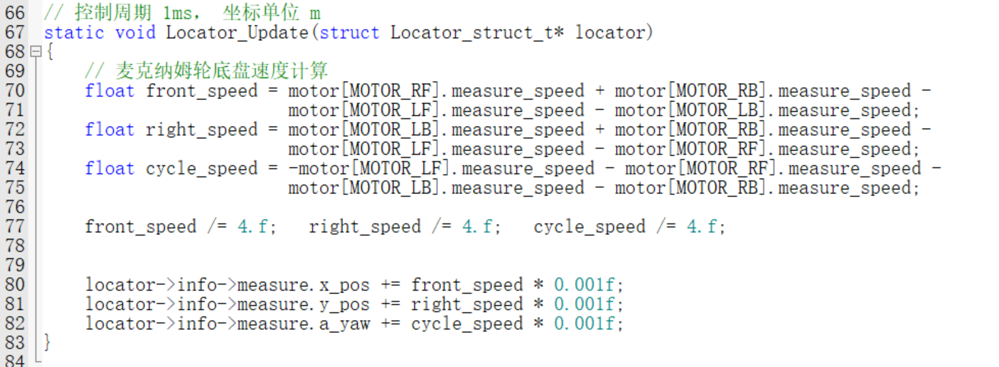 66 // 控制周期 1ms, 坐标单位 m
67 static void Locator_Update(struct Locator_struct_t* locator)
68 {
69 // 麦克纳姆轮底盘速度计算
70 float front_speed = motor[MOTOR_RF].measure_speed + motor[MOTOR_RB].measure_speed -
71 motor[MOTOR_LF].measure_speed - motor[MOTOR_LB].measure_speed;
72 float right_speed = motor[MOTOR_LB].measure_speed + motor[MOTOR_RB].measure_speed -
73 motor[MOTOR_LF].measure_speed - motor[MOTOR_RF].measure_speed;
74 float cycle_speed = -motor[MOTOR_LF].measure_speed - motor[MOTOR_RF].measure_speed -
75 motor[MOTOR_LB].measure_speed - motor[MOTOR_RB].measure_speed;
76
77 front_speed /= 4.f; right_speed /= 4.f; cycle_speed /= 4.f;
78
79
80 locator->info->measure.x_pos += front_speed * 0.001f;
81 locator->info->measure.y_pos += right_speed * 0.001f;
82 locator->info->measure.a_yaw += cycle_speed * 0.001f;
83 }
84